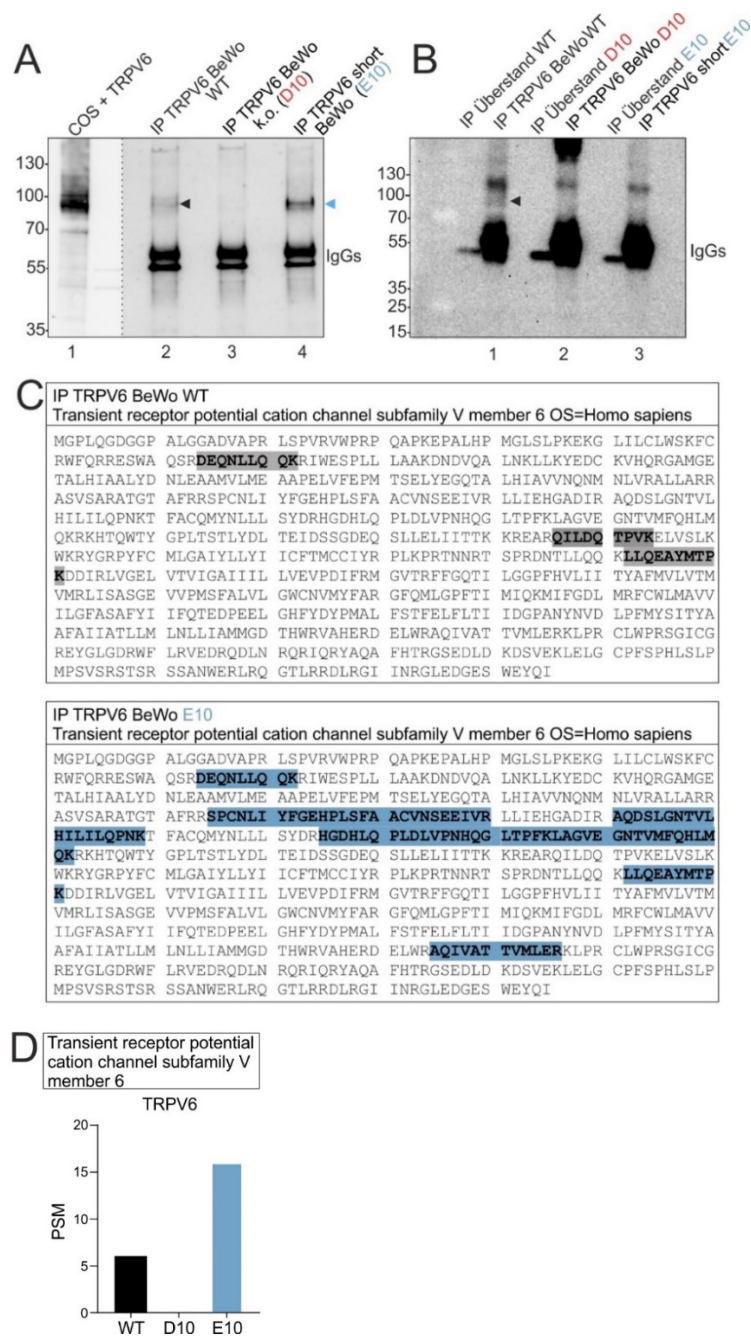 A
COS + TRPV6
IP TRPV6 BeWo
WT
IP TRPV6 BeWo
k.o. (D10)
IP TRPV6 short
BeWo (E10)
130
100
70
55
35
IgGs
1 2 3 4
B
IP Überstand WT
IP TRPV6 BeWoWT
IP Überstand D10
IP TRPV6 BeWo D10
IP Überstand E10
IP TRPV6 short E10
130
100
70
55
35
25
15
IgGs
1 2 3
C
IP TRPV6 BeWo WT
Transient receptor potential cation channel subfamily V member 6 OS=Homo sapiens
MGPLQGDGGP ALGGADVAPR LSPVRVWPRP QAPKEPALHP MGLSLPKEKG LILCLWSKFC
RWFQRRESWA QSRDEQNLLQ QKRIWESPLL LAAKDNDVQA LNKLLKYEDC KVHQRGAMGE
TALHIAALYD NLEAAMVLME AAPELVFEPM TSELYEGQTA LHIAVVNQNM NLVRALLARR
ASVSARATGT AFRRSPCNLI YFGEHPLSFA ACVNSEEIVR LLIEHGADIR AQDSLGNTVL
HILILQPNKT FACQMYNLLL SYDRHGDHLQ PLDLVPNHQG LTPFKLAGVE GNTVMFQHLM
QKRKHTQWTY GPLTSTLYDL TEIDSSGDEQ SLLELIITTK KREARQILDQ TPVKELVSLK
WKRYGRPYFC MLGAIYLLYI ICFTMCCIYR PLKPRTNNRT SPRDNTLLQQ KLLQEAYMTP
KDDIRLVGEL VTVIGAIIIL LVEVPDIFRM GVTRFFGQTI LGGPFHVLII TYAFMVLVTM
VMRLISASGE VVPMSFALVL GWCNVMYFAR GFQMLGPFTI MIQKMIFGDL MRFCWLMAVV
ILGFASAFYI IFQTEDPEEL GHFYDYPMAL FSTFELFLTI IDGPANYNVD LPFMYSITYA
AFAIIATLLM LNLLIAMMGD THWRVAHERD ELWRAQIVAT TVMLERKLPR CLWPRSGICG
REYGLGDRWF LRVEDRQDLN RQRIQRYAQA FHTRGSEDLD KDSVEKLELG CPFSPHLSLP
MPSVSRSTSR SSANWERLRQ GTLRRDLRGI INRGLEDGES WEYQI
IP TRPV6 BeWo E10
Transient receptor potential cation channel subfamily V member 6 OS=Homo sapiens
MGPLQGDGGP ALGGADVAPR LSPVRVWPRP QAPKEPALHP MGLSLPKEKG LILCLWSKFC
RWFQRRESWA QSRDEQNLLQ QKRIWESPLL LAAKDNDVQA LNKLLKYEDC KVHQRGAMGE
TALHIAALYD NLEAAMVLME AAPELVFEPM TSELYEGQTA LHIAVVNQNM NLVRALLARR
ASVSARATGT AFRRSPCNLI YFGEHPLSFA ACVNSEEIVR LLIEHGADIR AQDSLGNTVL
HILILQPNKT FACQMYNLLL SYDRHGDHLQ PLDLVPNHQG LTPFKLAGVE GNTVMFQHLM
QKRKHTQWTY GPLTSTLYDL TEIDSSGDEQ SLLELIITTK KREARQILDQ TPVKELVSLK
WKRYGRPYFC MLGAIYLLYI ICFTMCCIYR PLKPRTNNRT SPRDNTLLQQ KLLQEAYMTP
KDDIRLVGEL VTVIGAIIIL LVEVPDIFRM GVTRFFGQTI LGGPFHVLII TYAFMVLVTM
VMRLISASGE VVPMSFALVL GWCNVMYFAR GFQMLGPFTI MIQKMIFGDL MRFCWLMAVV
ILGFASAFYI IFQTEDPEEL GHFYDYPMAL FSTFELFLTI IDGPANYNVD LPFMYSITYA
AFAIIATLLM LNLLIAMMGD THWRVAHERD ELWRAQIVAT TVMLERKLPR CLWPRSGICG
REYGLGDRWF LRVEDRQDLN RQRIQRYAQA FHTRGSEDLD KDSVEKLELG CPFSPHLSLP
MPSVSRSTSR SSANWERLRQ GTLRRDLRGI INRGLEDGES WEYQI
D
Transient receptor potential
cation channel subfamily V
member 6
TRPV6
20
15
10
5
0
PSM
WT D10 E10